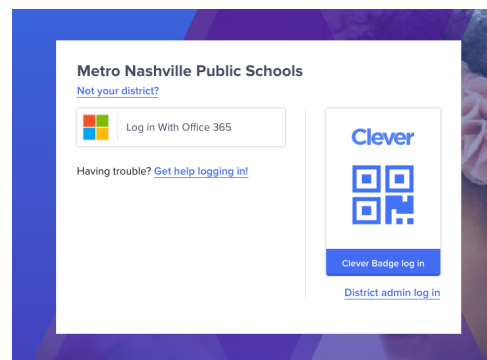 Metro Nashville Public Schools
Not your district?
Log in With Office 365
Having trouble? Get help logging in!
Clever
Clever Badge log in
District admin log in